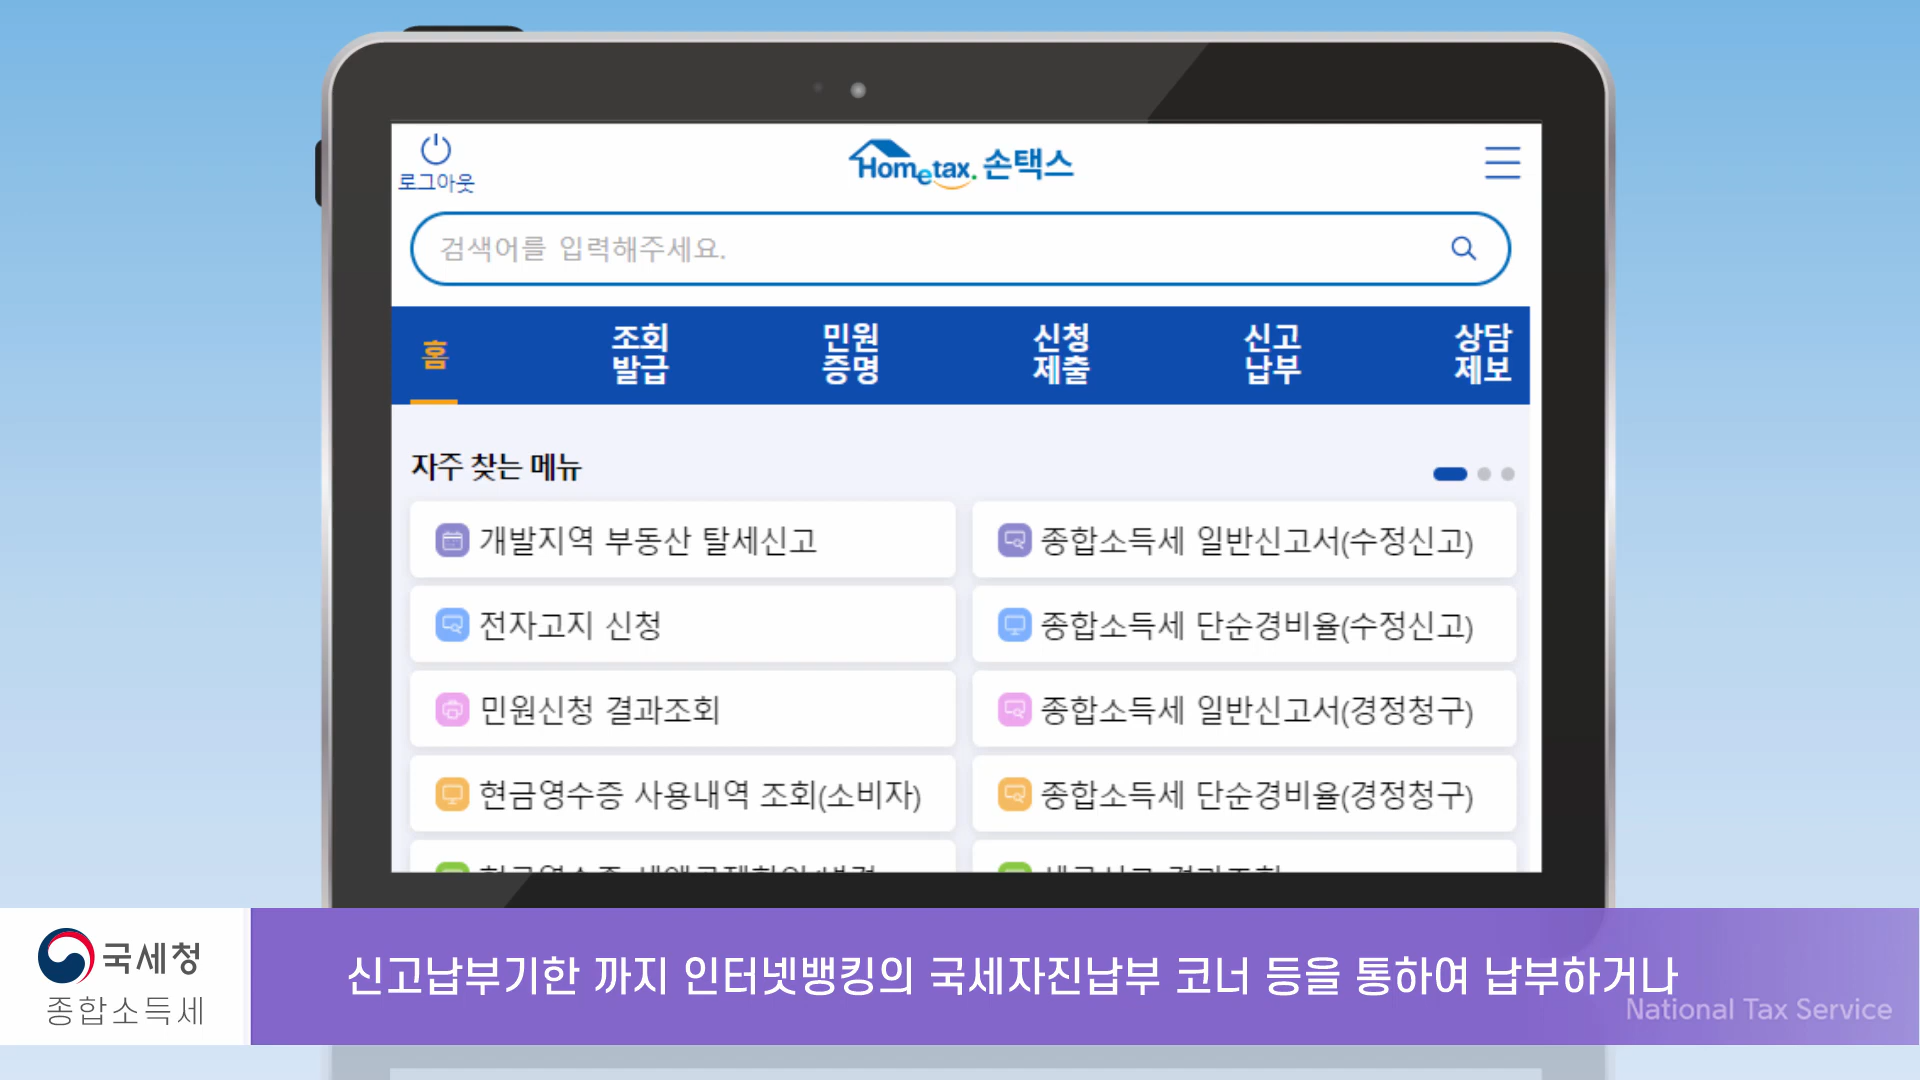 로그아웃
Hometax. 손택스
검색어를 입력해주세요.
홈
조회
발급
민원
증명
신청
제출
신고
납부
상담
제보
자주 찾는 메뉴
개발지역 부동산 탈세신고
종합소득세 일반신고서(수정신고)
전자고지 신청
종합소득세 단순경비율(수정신고)
민원신청 결과조회
종합소득세 일반신고서(경정청구)
현금영수증 사용내역 조회(소비자)
종합소득세 단순경비율(경정청구)
국세청
종합소득세
신고납부기한 까지 인터넷뱅킹의 국세자진납부 코너 등을 통하여 납부하거나
National Tax Service